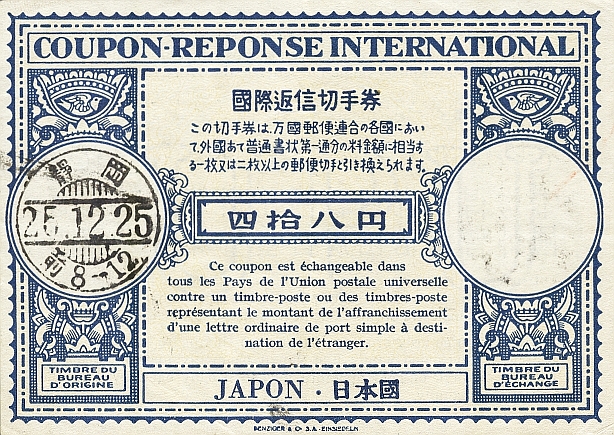 COUPON-REPONSE INTERNATIONAL
國際返信切手券
この切手券は、万國郵便連合の各國におい
て、外國あて普通書状第一通分の料金額に相当す
る一枚又は二枚以上の郵便切手と引き換えられます。
四拾八円
Ce coupon est échangeable dans
tous les Pays de l'Union postale universelle
contre un timbre-poste ou des timbres-poste
représentant le montant de l'affranchissement
d'une lettre ordinaire de port simple à desti-
nation de l'étranger.
岡
25.12.25
前 8-12
TIMBRE DU
BUREAU
D'ORIGINE
JAPON . 日本國
TIMBRE DU
BUREAU
D'ÉCHANGE
BENZIGER & Co S.A. EINSIEDELN